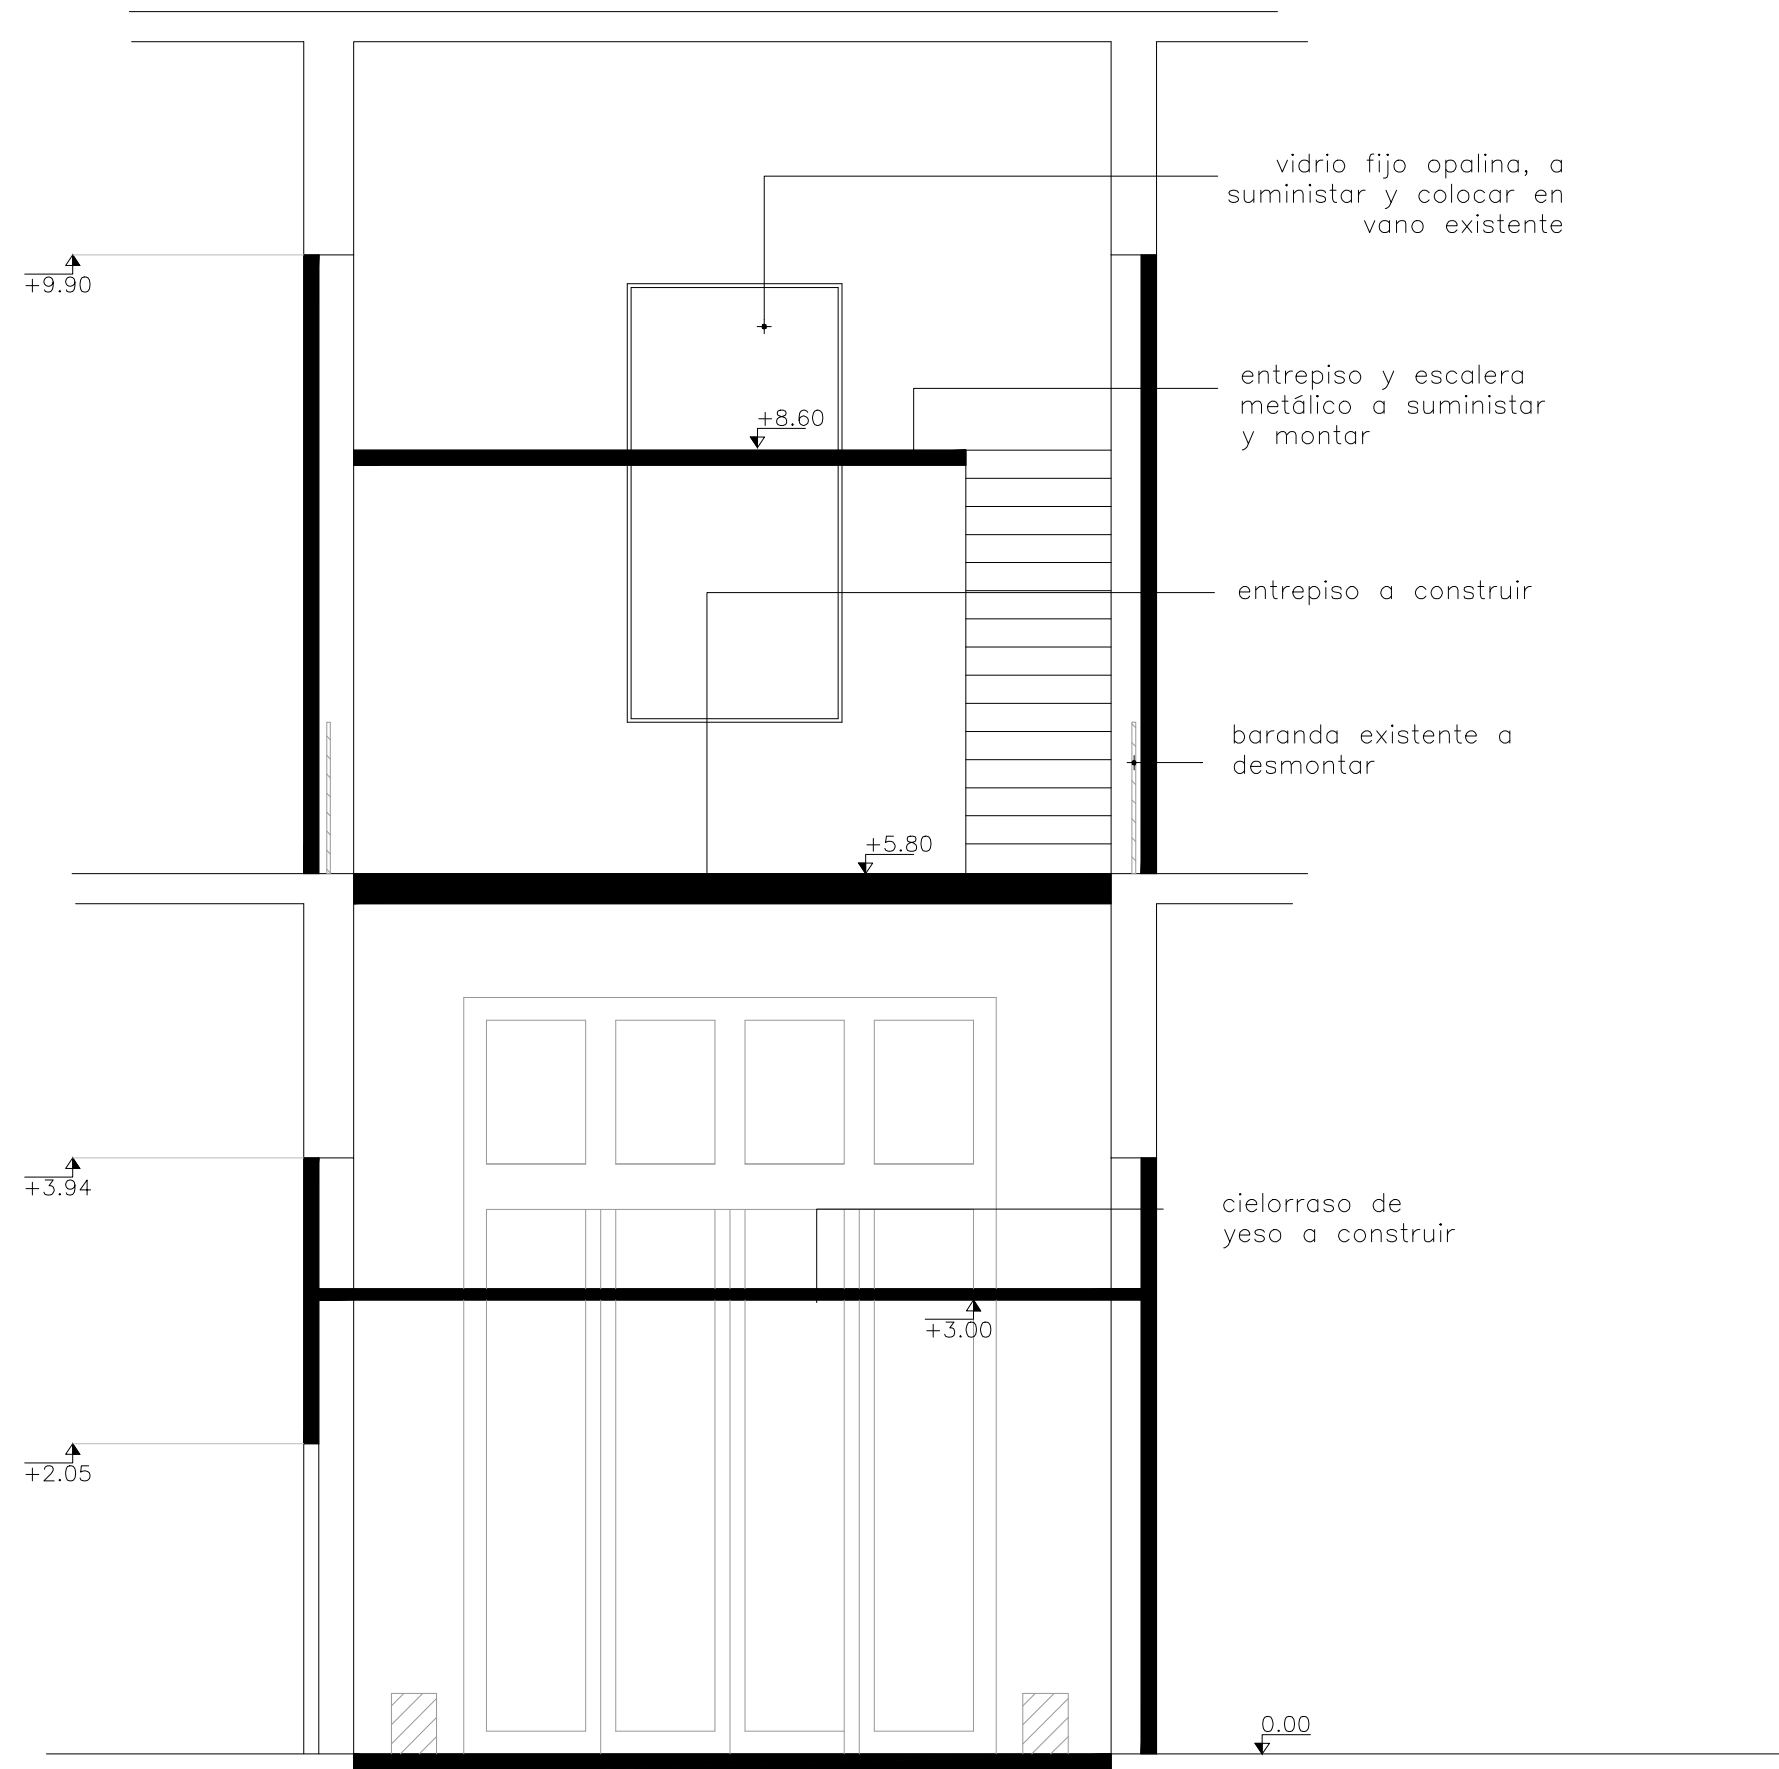 vidrio fijo opalina, a
suministar y colocar en
vano existente
+9.90
entrepiso y escalera
metálico a suministar
y montar
+8.60
entrepiso a construir
baranda existente a
desmontar
+5.80
+3.94
cielorraso de
yeso a construir
+3.00
+2.05
0.00